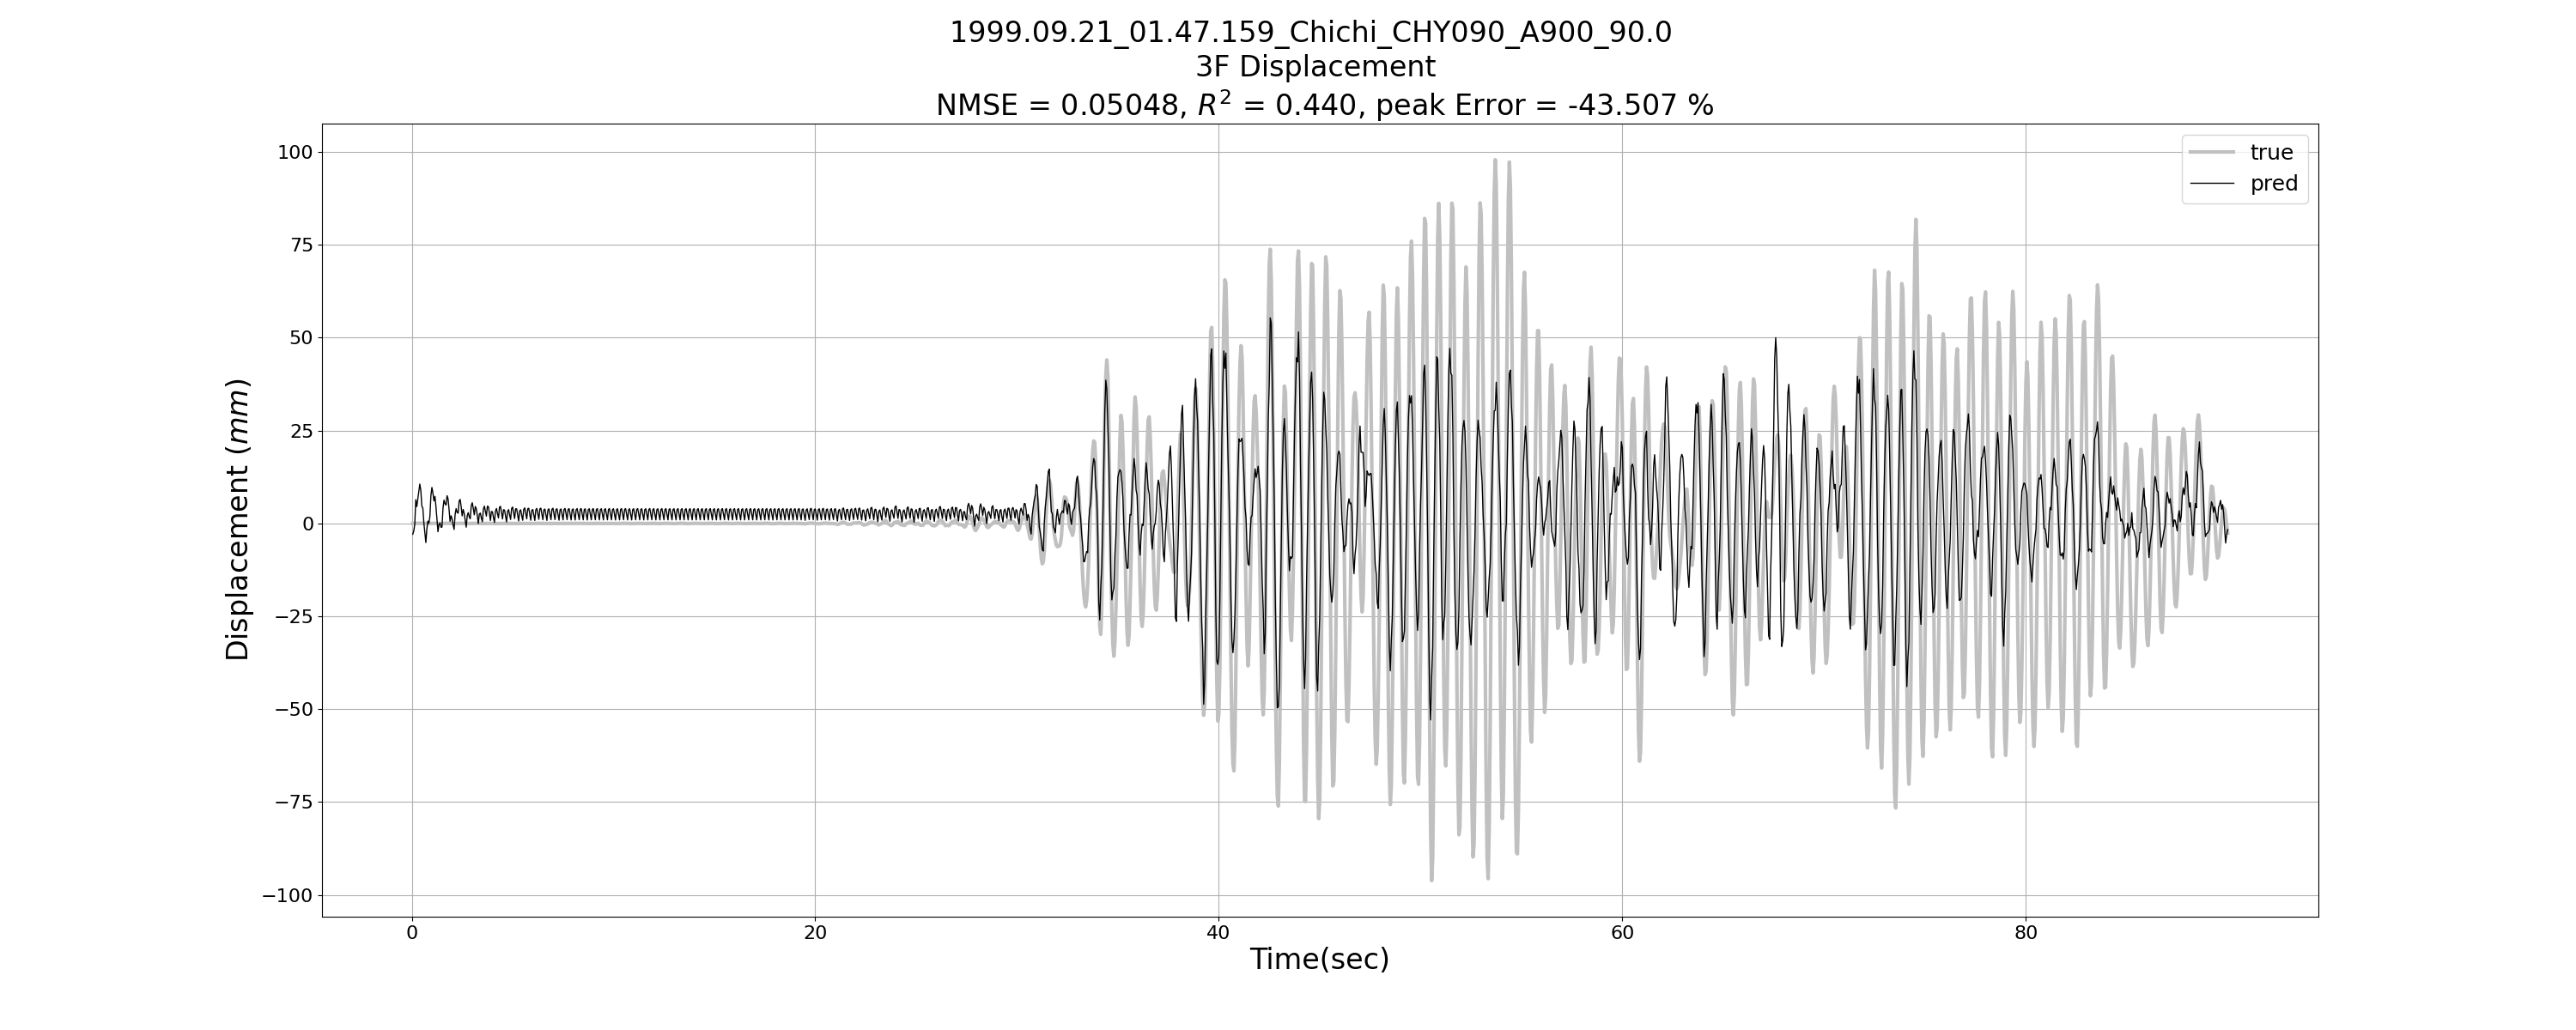 1999.09.21_01.47.159_Chichi_CHY090_A900_90.0
3F Displacement
NMSE = 0.05048, R² = 0.440, peak Error = -43.507 %
true
pred
100
75
50
25
0
−25
−50
−75
−100
Displacement (mm)
0 20 40 60 80
Time(sec)